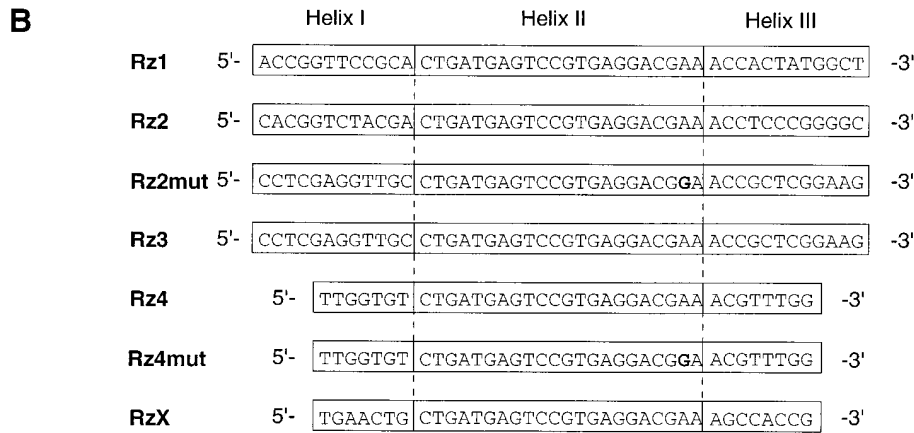 B
Helix I Helix II Helix III
Rz1 5'- ACCGGTTCCGCA CTGATGAGTCCGTGAGGACGAA ACCACTATGGCT -3'
Rz2 5'- CACGGTCTACGA CTGATGAGTCCGTGAGGACGAA ACCTCCCGGGGC -3'
Rz2mut 5'- CCTCGAGGTTGC CTGATGAGTCCGTGAGGACGGA ACCGCTCGGAAG -3'
Rz3 5'- CCTCGAGGTTGC CTGATGAGTCCGTGAGGACGAA ACCGCTCGGAAG -3'
Rz4 5'- TTGGTGT CTGATGAGTCCGTGAGGACGAA ACGTTTGG -3'
Rz4mut 5'- TTGGTGT CTGATGAGTCCGTGAGGACGGA ACGTTTGG -3'
RzX 5'- TGAACTG CTGATGAGTCCGTGAGGACGAA AGCCACCG -3'